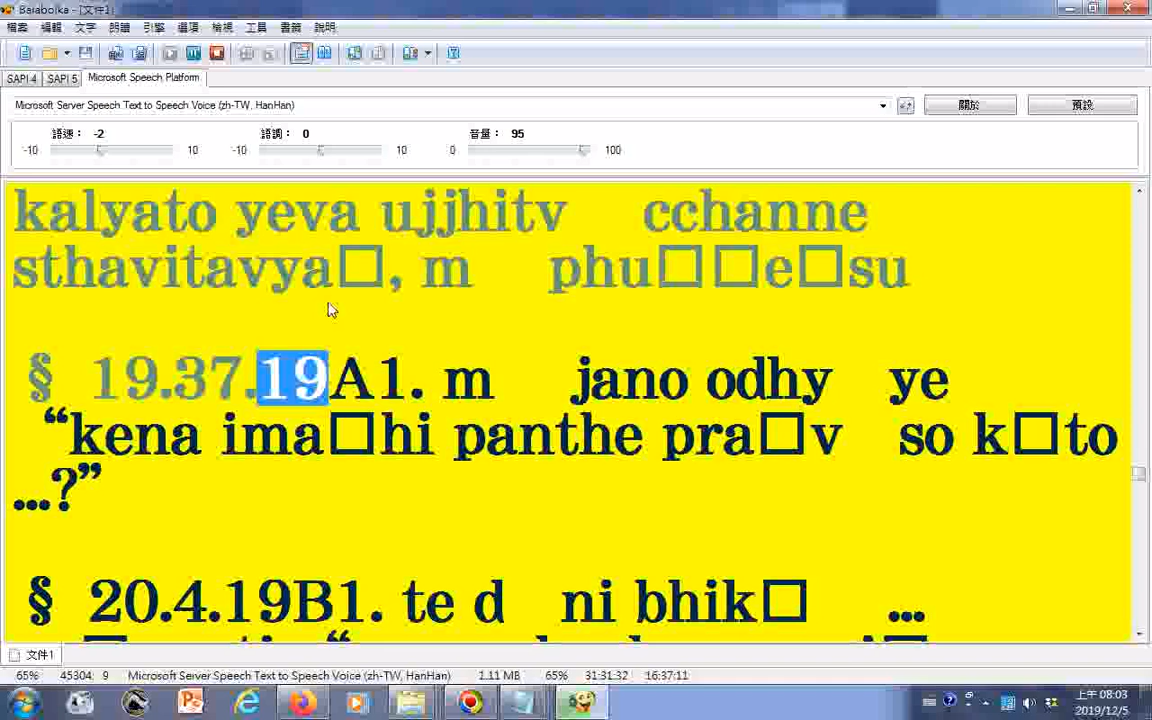 Balabolka - [文件1]
檔案 編輯 文字 朗讀 引擎 選項 檢視 工具 書籤 說明
SAPI 4 SAPI 5 Microsoft Speech Platform
Microsoft Server Speech Text to Speech Voice (zh-TW, HanHan) 關於 預設
語速： -2 語調： 0 音量： 95
-10 10 -10 10 0 100
kalyato yeva ujjhitv cchanne
sthavitavya□, m phu□□e□su
§ 19.37.19A1. m jano odhy ye
“kena ima□hi panthe pra□v so k□to
...?”
§ 20.4.19B1. te d ni bhik□ ...
文件1
65% 45304 9 Microsoft Server Speech Text to Speech Voice (zh-TW, HanHan) 1.11 MB 65% 31:31:32 16:37:11
上午 08:03
2019/12/5